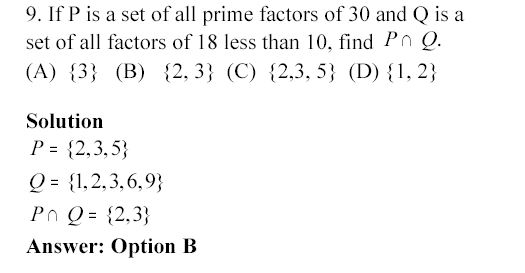 9. If P is a set of all prime factors of 30 and Q is a
set of all factors of 18 less than 10, find P∩ Q.
(A) {3} (B) {2, 3} (C) {2,3, 5} (D) {1, 2}
Solution
P = {2,3,5}
Q = {1,2,3,6,9}
P∩ Q = {2,3}
Answer: Option B